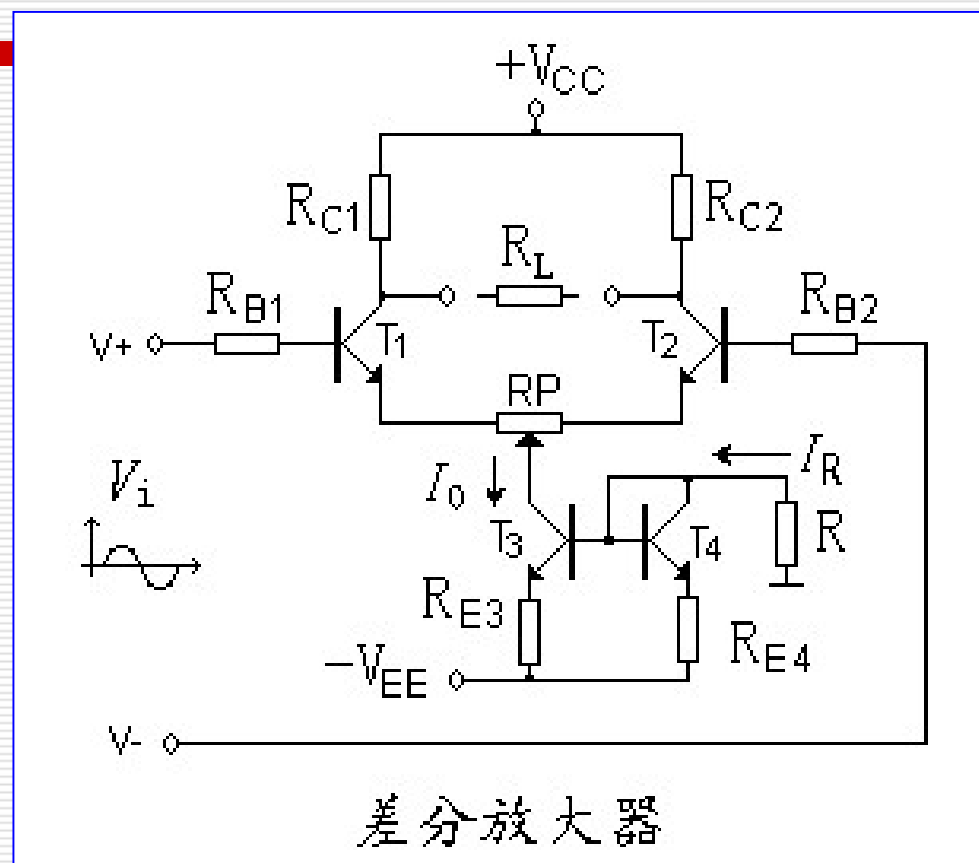 +VCC
RC1
RC2
RL
RB1
RB2
V+
T1
T2
RP
Vi
I0
IR
T3
T4
R
RE3
RE4
-VEE
V-
差分放大器